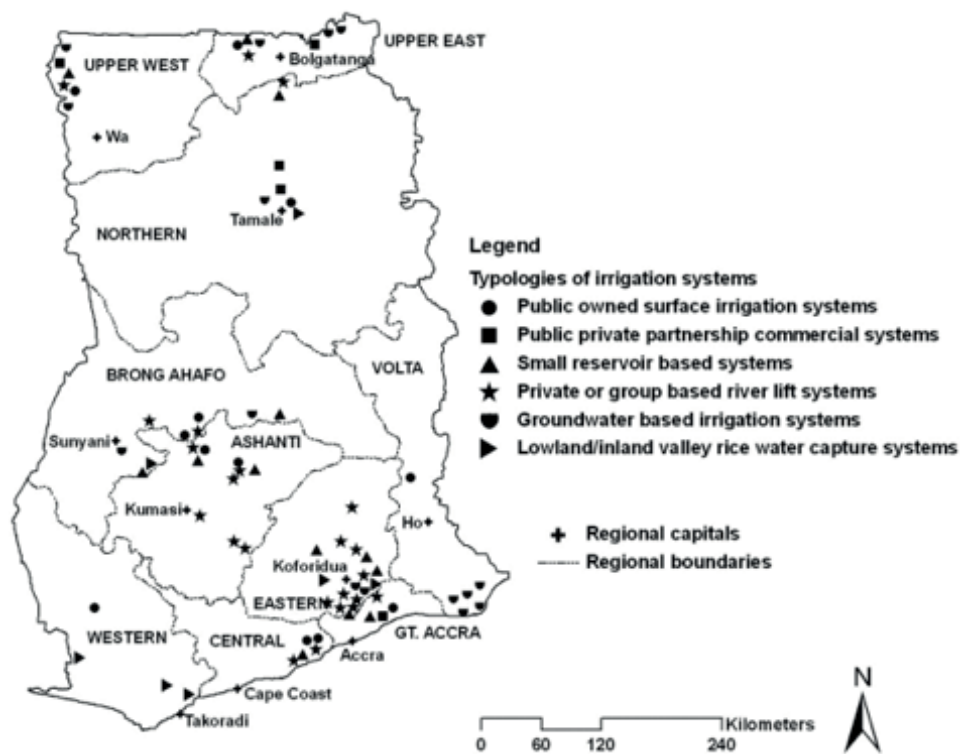 UPPER EAST
UPPER WEST
Bolgatanga
Wa
Tamale
NORTHERN
Legend
Typologies of irrigation systems
Public owned surface irrigation systems
Public private partnership commercial systems
Small reservoir based systems
Private or group based river lift systems
Groundwater based irrigation systems
Lowland/inland valley rice water capture systems
VOLTA
BRONG AHAFO
Sunyani
ASHANTI
Kumasi
Ho
Regional capitals
Regional boundaries
Koforidua
EASTERN
WESTERN
CENTRAL
GT. ACCRA
Accra
Cape Coast
Takoradi
N
Kilometers
0 60 120 240